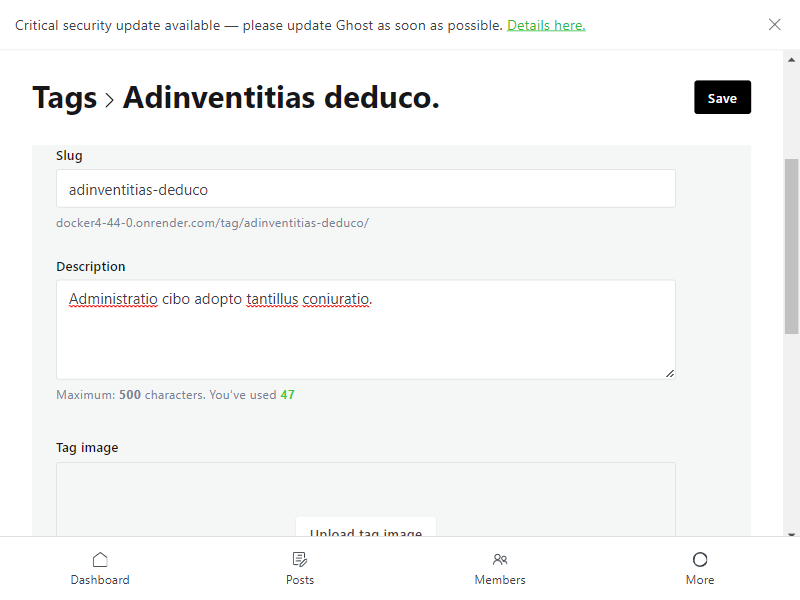 Critical security update available — please update Ghost as soon as possible. Details here.
Tags › Adinventitias deduco.
Save
Slug
adinventitias-deduco
docker4-44-0.onrender.com/tag/adinventitias-deduco/
Description
Administratio cibo adopto tantillus coniuratio.
Maximum: 500 characters. You've used 47
Tag image
Upload tag image
Dashboard
Posts
Members
More